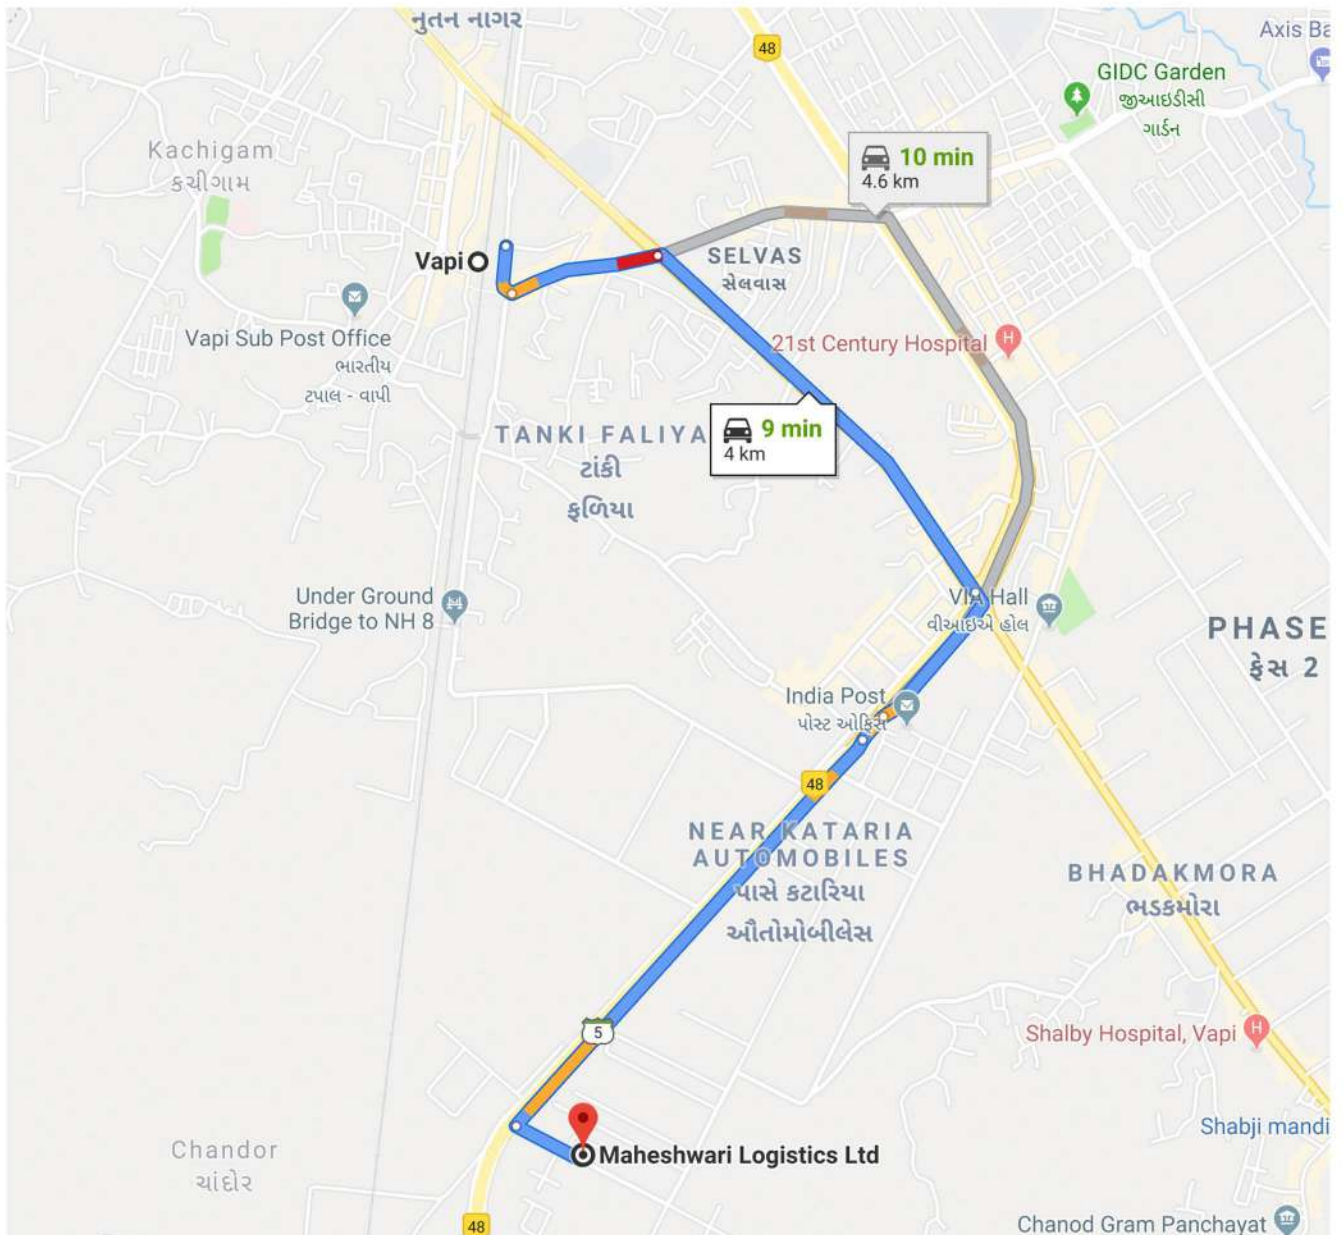 નુતન નાગર
48
Axis Ba
GIDC Garden
જીઆઇડીસી
ગાર્ડન
Kachigam
કચીગામ
10 min
4.6 km
Vapi
SELVAS
સેલવાસ
Vapi Sub Post Office
ભારતીય
ટપાલ - વાપી
21st Century Hospital
H
TANKI FALIYA
ટાંકી
ફળિયા
9 min
4 km
Under Ground
Bridge to NH 8
VIA Hall
વીઆઇએ હોલ
PHASE
ફેસ 2
India Post
પોસ્ટ ઓફિસ
48
NEAR KATARIA
AUTOMOBILES
પાસે કટારિયા
ઔતોમોબીલેસ
BHADAKMORA
ભડકમોરા
5
Shalby Hospital, Vapi
H
Shabji mandi
Maheshwari Logistics Ltd
Chandor
ચાંદોર
48
Chanod Gram Panchayat